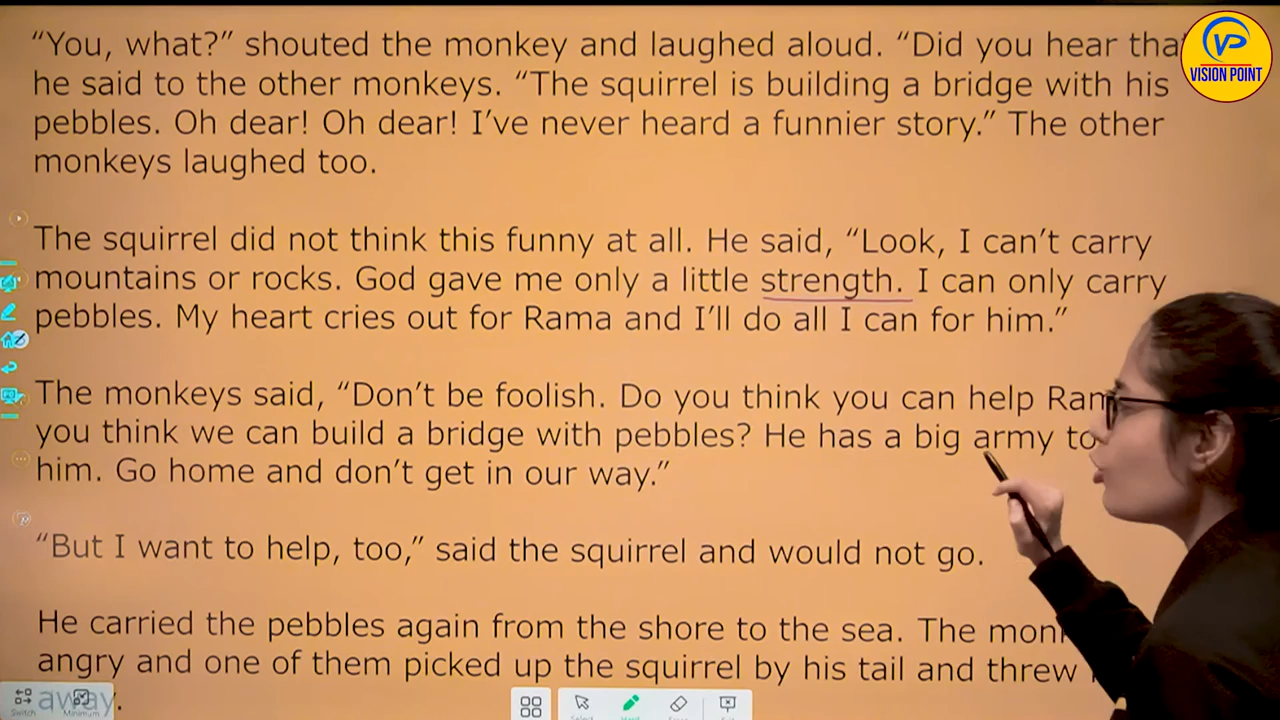 “You, what?” shouted the monkey and laughed aloud. “Did you hear tha
he said to the other monkeys. “The squirrel is building a bridge with his
pebbles. Oh dear! Oh dear! I’ve never heard a funnier story.” The other
monkeys laughed too.
The squirrel did not think this funny at all. He said, “Look, I can’t carry
mountains or rocks. God gave me only a little strength. I can only carry
pebbles. My heart cries out for Rama and I’ll do all I can for him.”
The monkeys said, “Don’t be foolish. Do you think you can help Ram
you think we can build a bridge with pebbles? He has a big army to
him. Go home and don’t get in our way.”
“But I want to help, too,” said the squirrel and would not go.
He carried the pebbles again from the shore to the sea. The mon
angry and one of them picked up the squirrel by his tail and threw
away.
VP
VISION POINT
Switch
Minimum